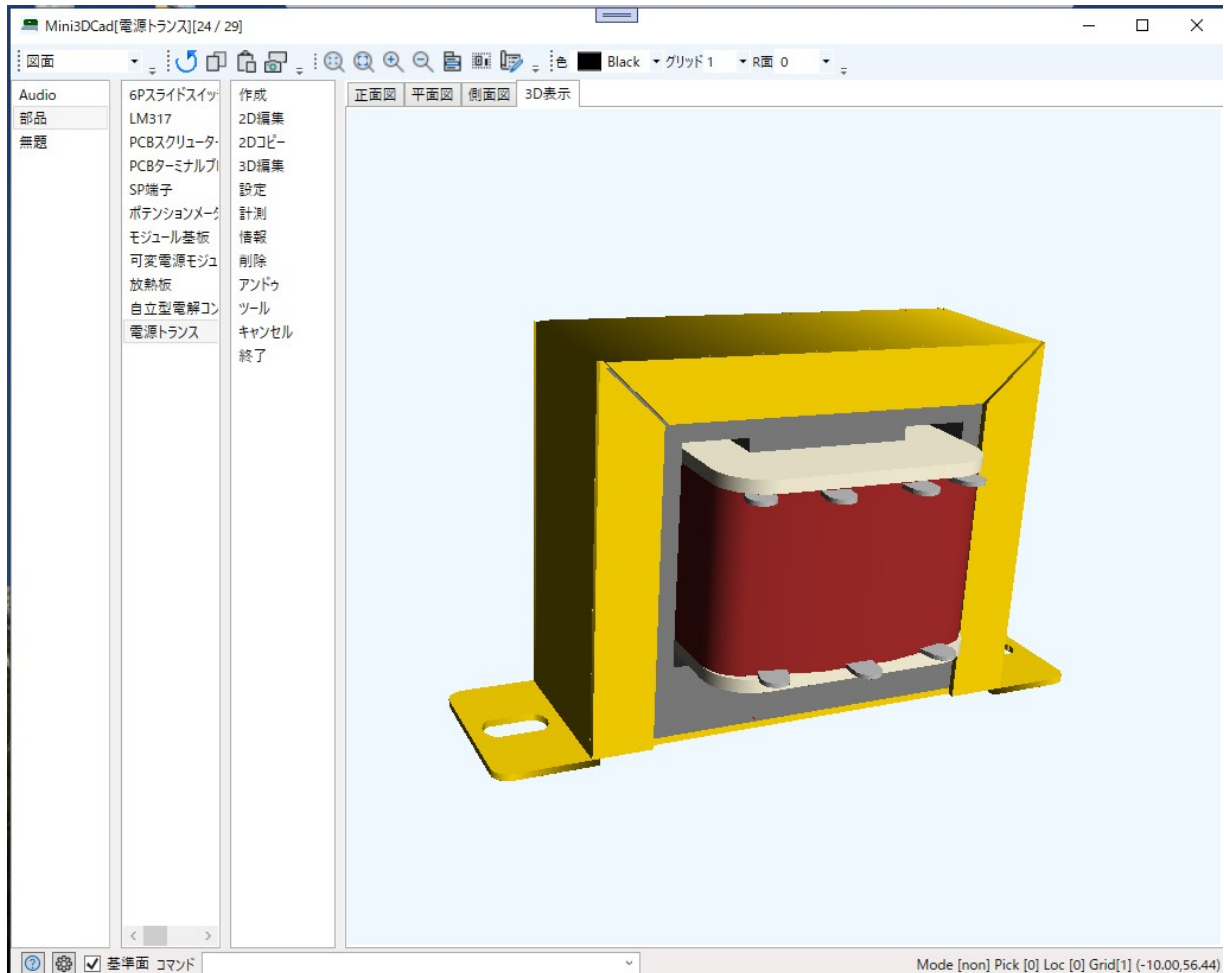 Mini3DCad[電源トランス][24 / 29]
図面 色 Black グリッド 1 R面 0
Audio
部品
無題
6Pスライドスイッ
LM317
PCBスクリューター
PCBターミナルブロ
SP端子
ポテンションメータ
モジュール基板
可変電源モジュ
放熱板
自立型電解コン
電源トランス
作成
2D編集
2Dコピー
3D編集
設定
計測
情報
削除
アンドゥ
ツール
キャンセル
終了
正面図 平面図 側面図 3D表示
基準面 コマンド
Mode [non] Pick [0] Loc [0] Grid[1] (-10.00,56.44)